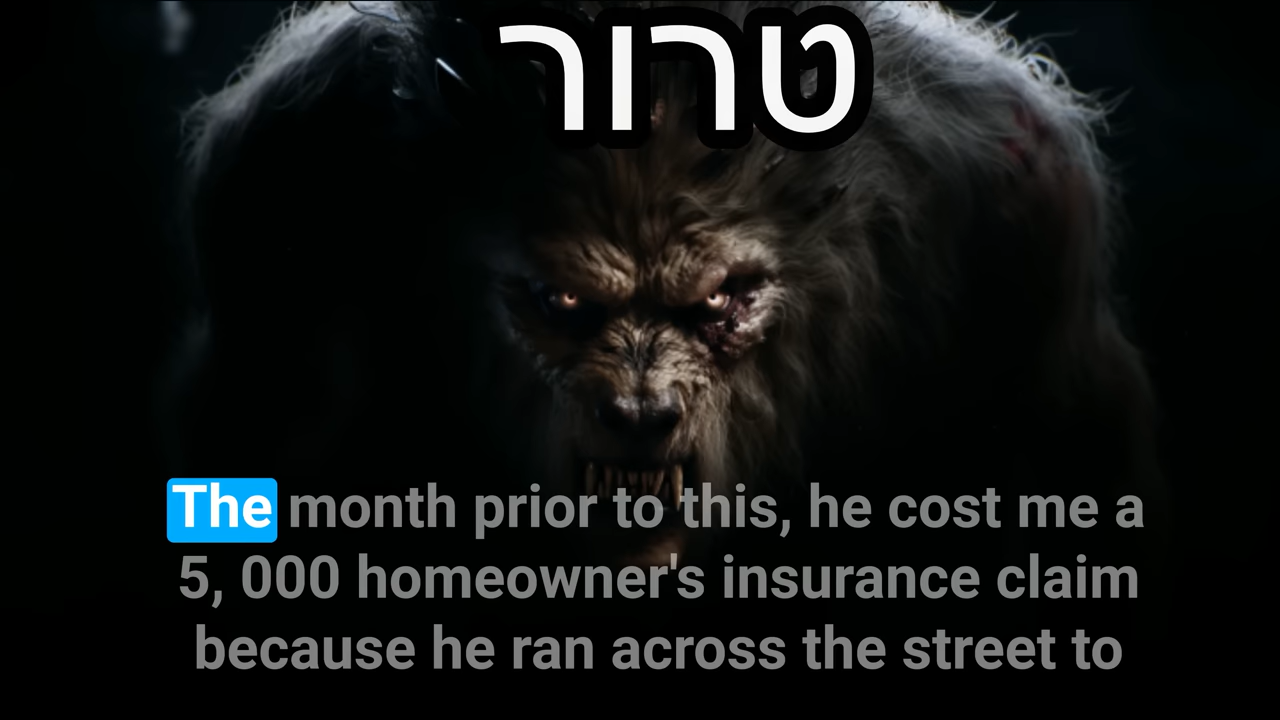 טרור
The month prior to this, he cost me a
5, 000 homeowner's insurance claim
because he ran across the street to